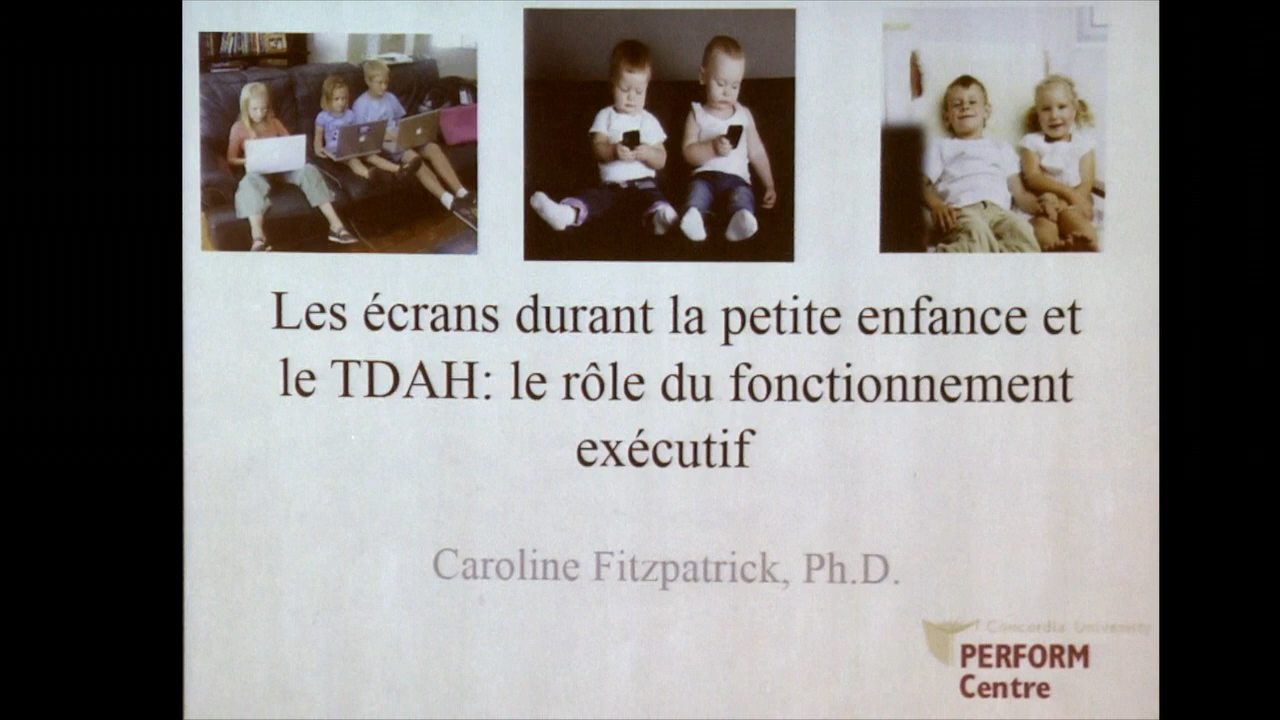 Les écrans durant la petite enfance et
le TDAH: le rôle du fonctionnement
exécutif
Caroline Fitzpatrick, Ph.D.
Concordia University
PERFORM
Centre